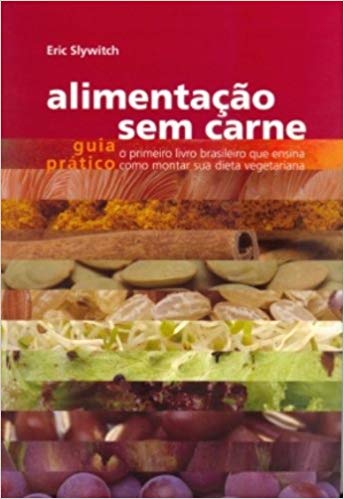 Eric Slywitch
alimentação
sem carne
guia
prático
o primeiro livro brasileiro que ensina
como montar sua dieta vegetariana